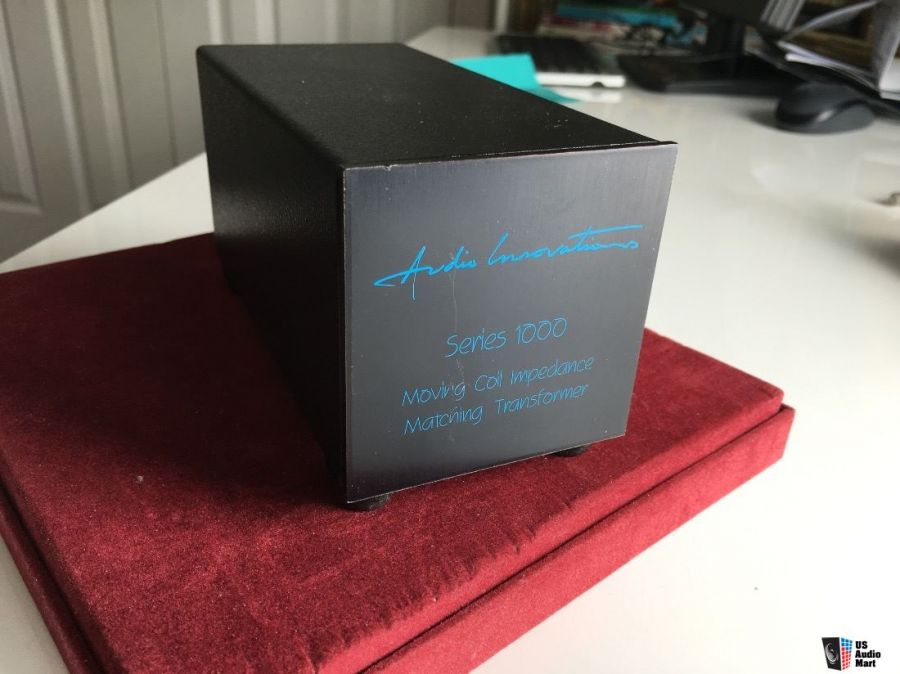 Audio Innovations
Series 1000
Moving Coil Impedance
Matching Transformer
US
Audio
Mart